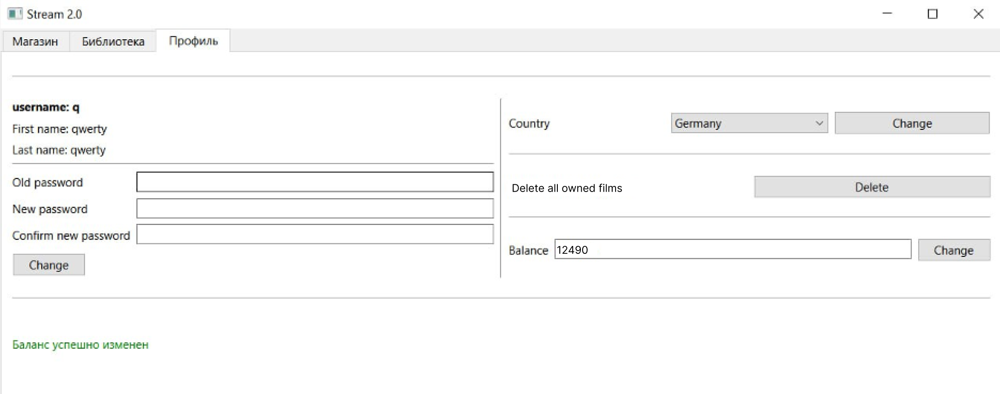 Stream 2.0
Магазин Библиотека Профиль
username: q
First name: qwerty
Last name: qwerty
Old password
New password
Confirm new password
Change
Country Germany Change
Delete all owned films Delete
Balance 12490 Change
Баланс успешно изменен